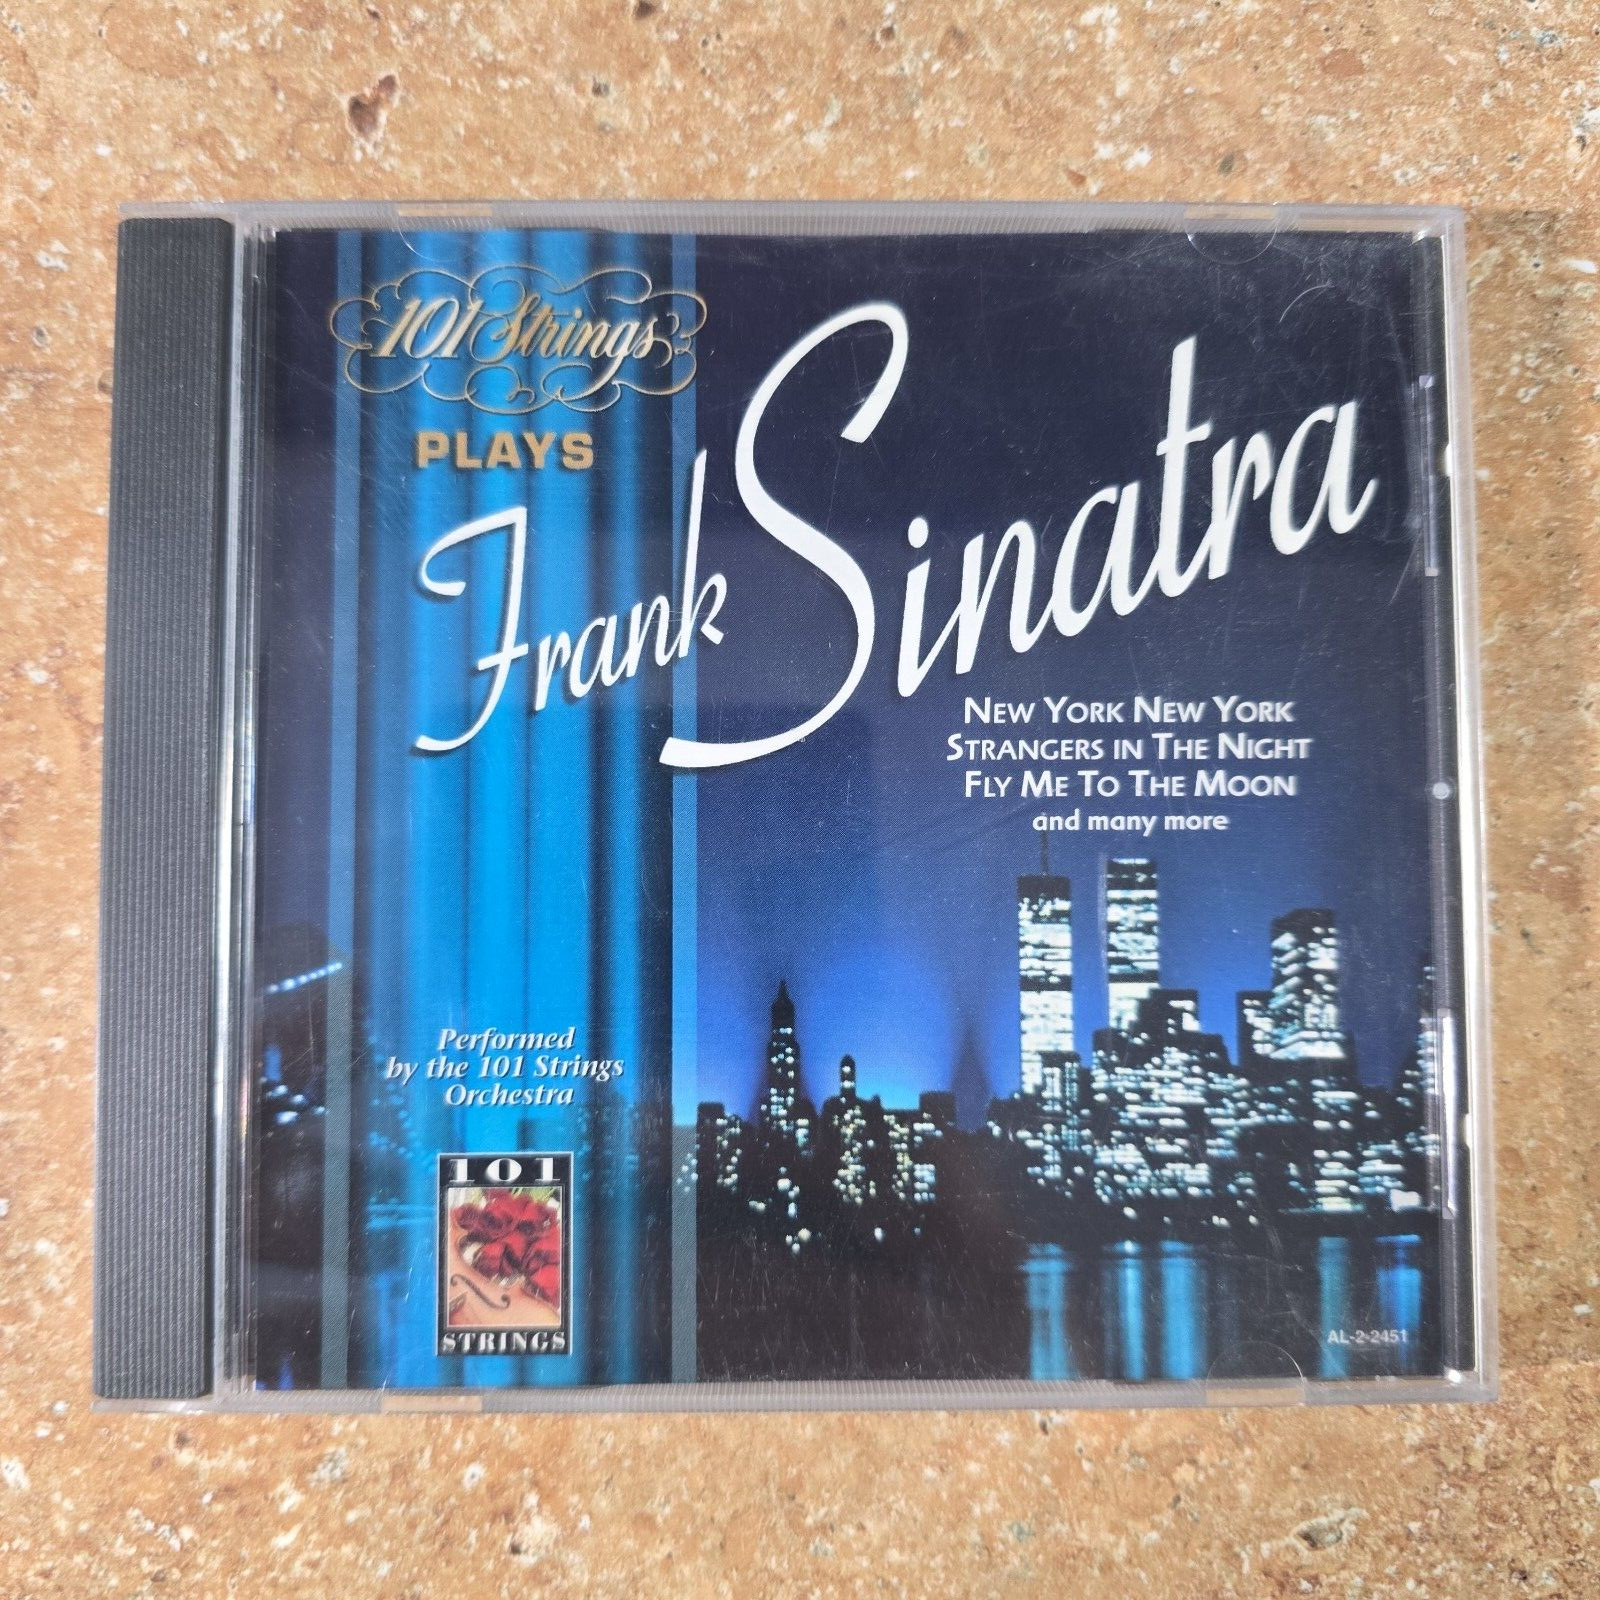 101 Strings
PLAYS
Frank Sinatra
NEW YORK NEW YORK
STRANGERS IN THE NIGHT
FLY ME TO THE MOON
and many more
Performed
by the 101 Strings
Orchestra
101
STRINGS
AL-2-2451